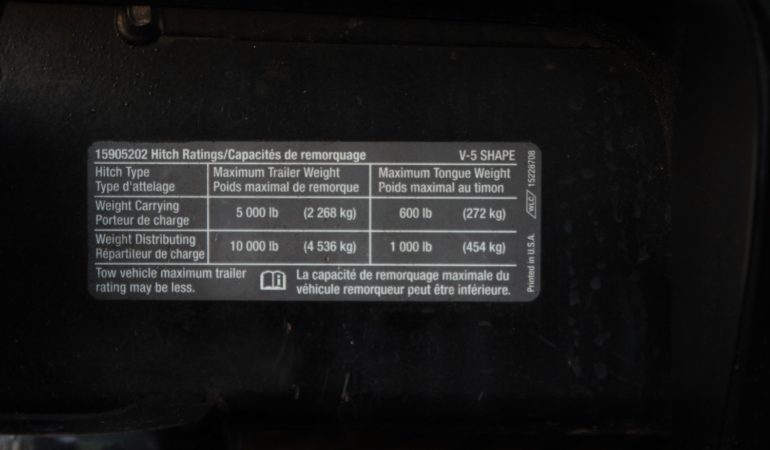 15905202 Hitch Ratings/Capacités de remorquage V-5 SHAPE
Hitch Type Maximum Trailer Weight Maximum Tongue Weight
Type d'attelage Poids maximal de remorque Poids maximal au timon
Weight Carrying
Porteur de charge 5 000 lb (2 268 kg) 600 lb (272 kg)
Weight Distributing
Répartiteur de charge 10 000 lb (4 536 kg) 1 000 lb (454 kg)
Tow vehicle maximum trailer
rating may be less.
La capacité de remorquage maximale du
véhicule remorqueur peut être inférieure.
Printed in U.S.A. WLC 15228708